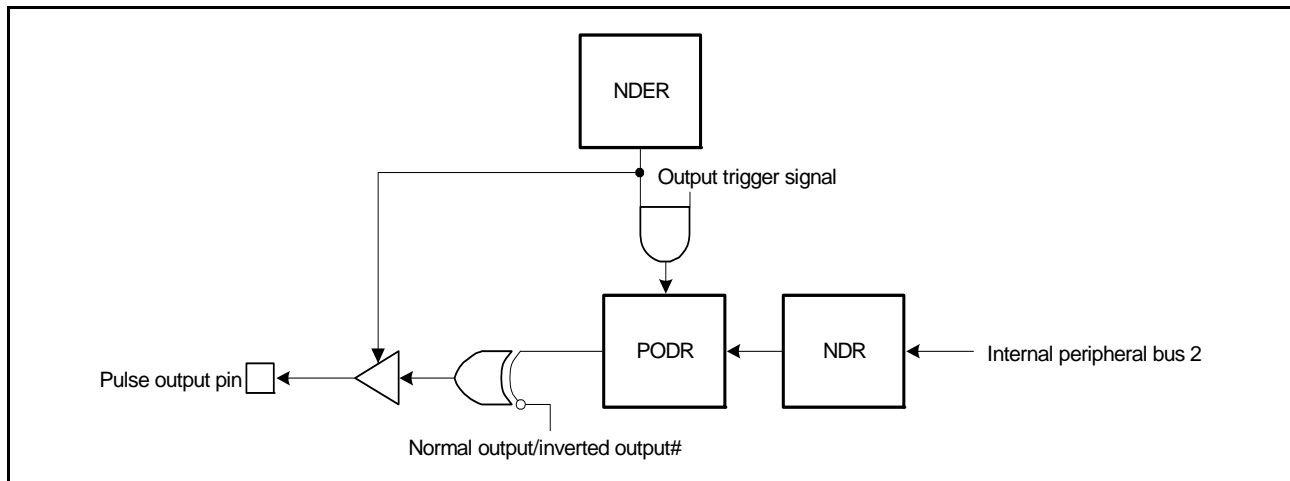 NDER
Output trigger signal
PODR
NDR
Internal peripheral bus 2
Pulse output pin
Normal output/inverted output#